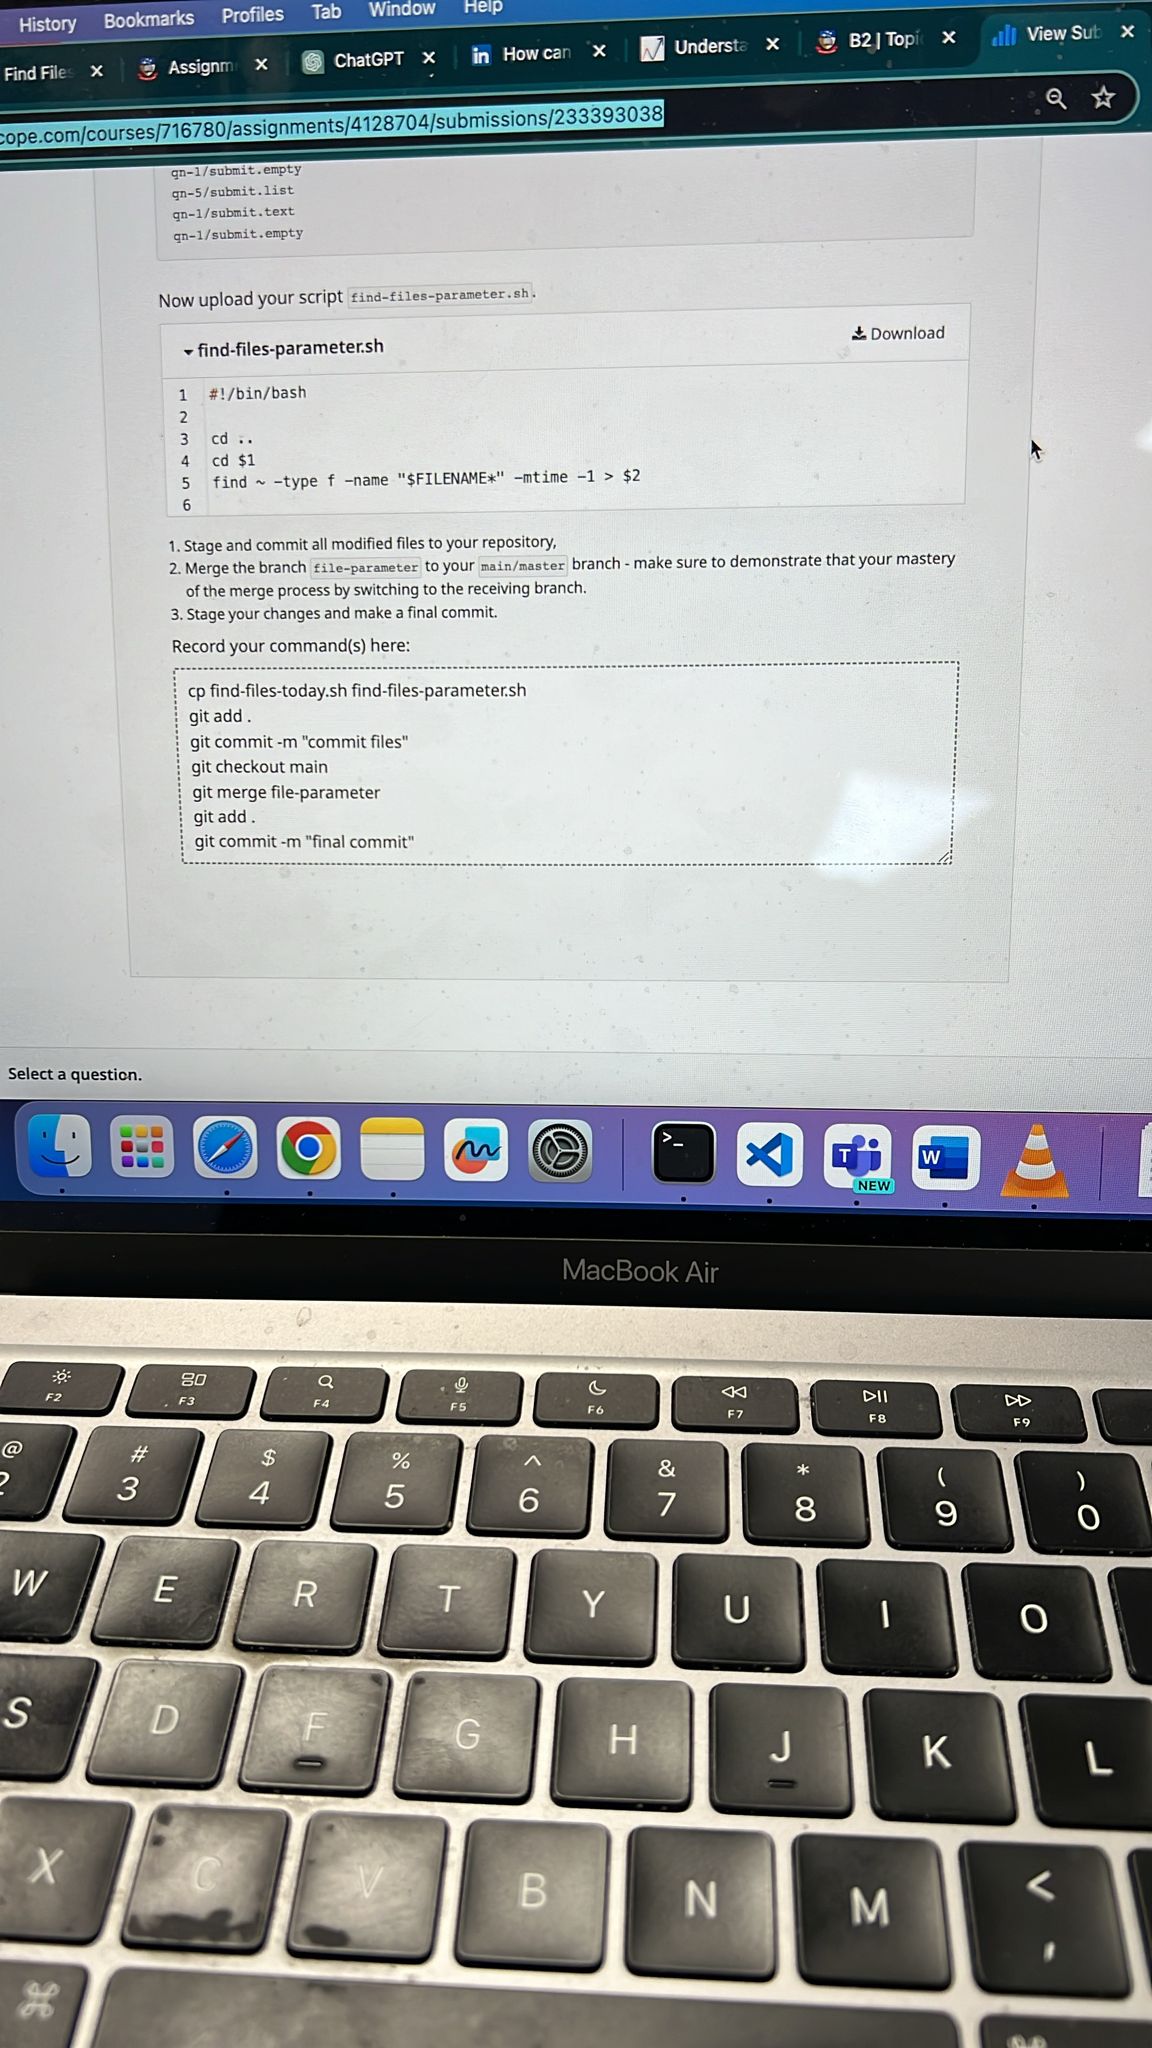 History Bookmarks Profiles Tab Window Help
Find Files × Assignm × ChatGPT × in How can × Understa × B2 | Topi × View Sub ×
cope.com/courses/716780/assignments/4128704/submissions/233393038
qn-1/submit.empty
qn-5/submit.list
qn-1/submit.text
qn-1/submit.empty
Now upload your script find-files-parameter.sh.
find-files-parameter.sh Download
1 #!/bin/bash
2
3 cd ..
4 cd $1
5 find ~ -type f -name "$FILENAME*" -mtime -1 > $2
6
1. Stage and commit all modified files to your repository,
2. Merge the branch file-parameter to your main/master branch - make sure to demonstrate that your mastery
of the merge process by switching to the receiving branch.
3. Stage your changes and make a final commit.
Record your command(s) here:
cp find-files-today.sh find-files-parameter.sh
git add .
git commit -m "commit files"
git checkout main
git merge file-parameter
git add .
git commit -m "final commit"
Select a question.
>_ T NEW W
MacBook Air
F2 F3 F4 F5 F6 F7 F8 F9
@ # $ % ^ & * ( )
2 3 4 5 6 7 8 9 0
W E R T Y U I O
S D F G H J K L
X C V B N M <
,
⌘